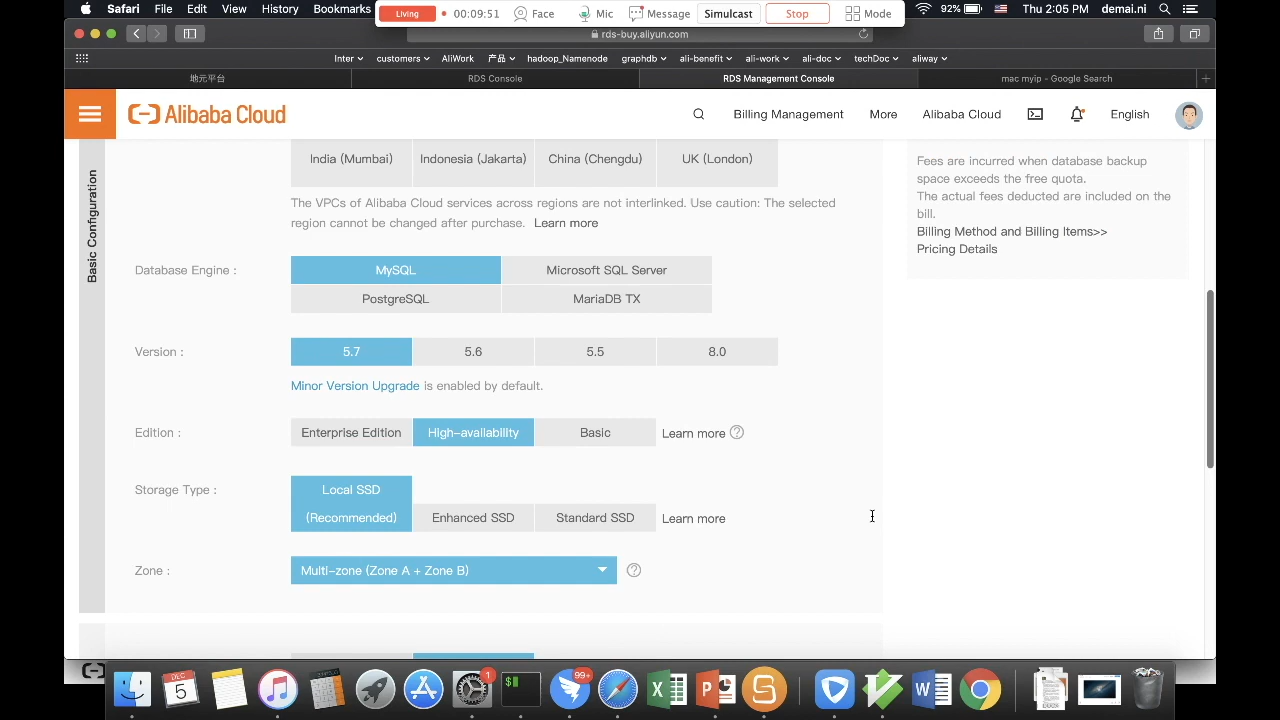 Safari File Edit View History Bookmarks
Living 00:09:51 Face Mic Message Simulcast Stop Mode
92% Thu 2:05 PM demai.ni
rds-buy.aliyun.com
Inter customers AliWork 产品 hadoop_Namenode graphdb ali-benefit ali-work ali-doc techDoc aliway
地元平台 RDS Console RDS Management Console mac myip - Google Search
Alibaba Cloud Billing Management More Alibaba Cloud English
India (Mumbai) Indonesia (Jakarta) China (Chengdu) UK (London)
The VPCs of Alibaba Cloud services across regions are not interlinked. Use caution: The selected
region cannot be changed after purchase. Learn more
Fees are incurred when database backup
space exceeds the free quota.
The actual fees deducted are included on the
bill.
Billing Method and Billing Items>>
Pricing Details
Basic Configuration
Database Engine : MySQL Microsoft SQL Server
PostgreSQL MariaDB TX
Version : 5.7 5.6 5.5 8.0
Minor Version Upgrade is enabled by default.
Edition : Enterprise Edition High-availability Basic Learn more
Storage Type : Local SSD
(Recommended) Enhanced SSD Standard SSD Learn more
Zone : Multi-zone (Zone A + Zone B)
DEC
5
1
99+